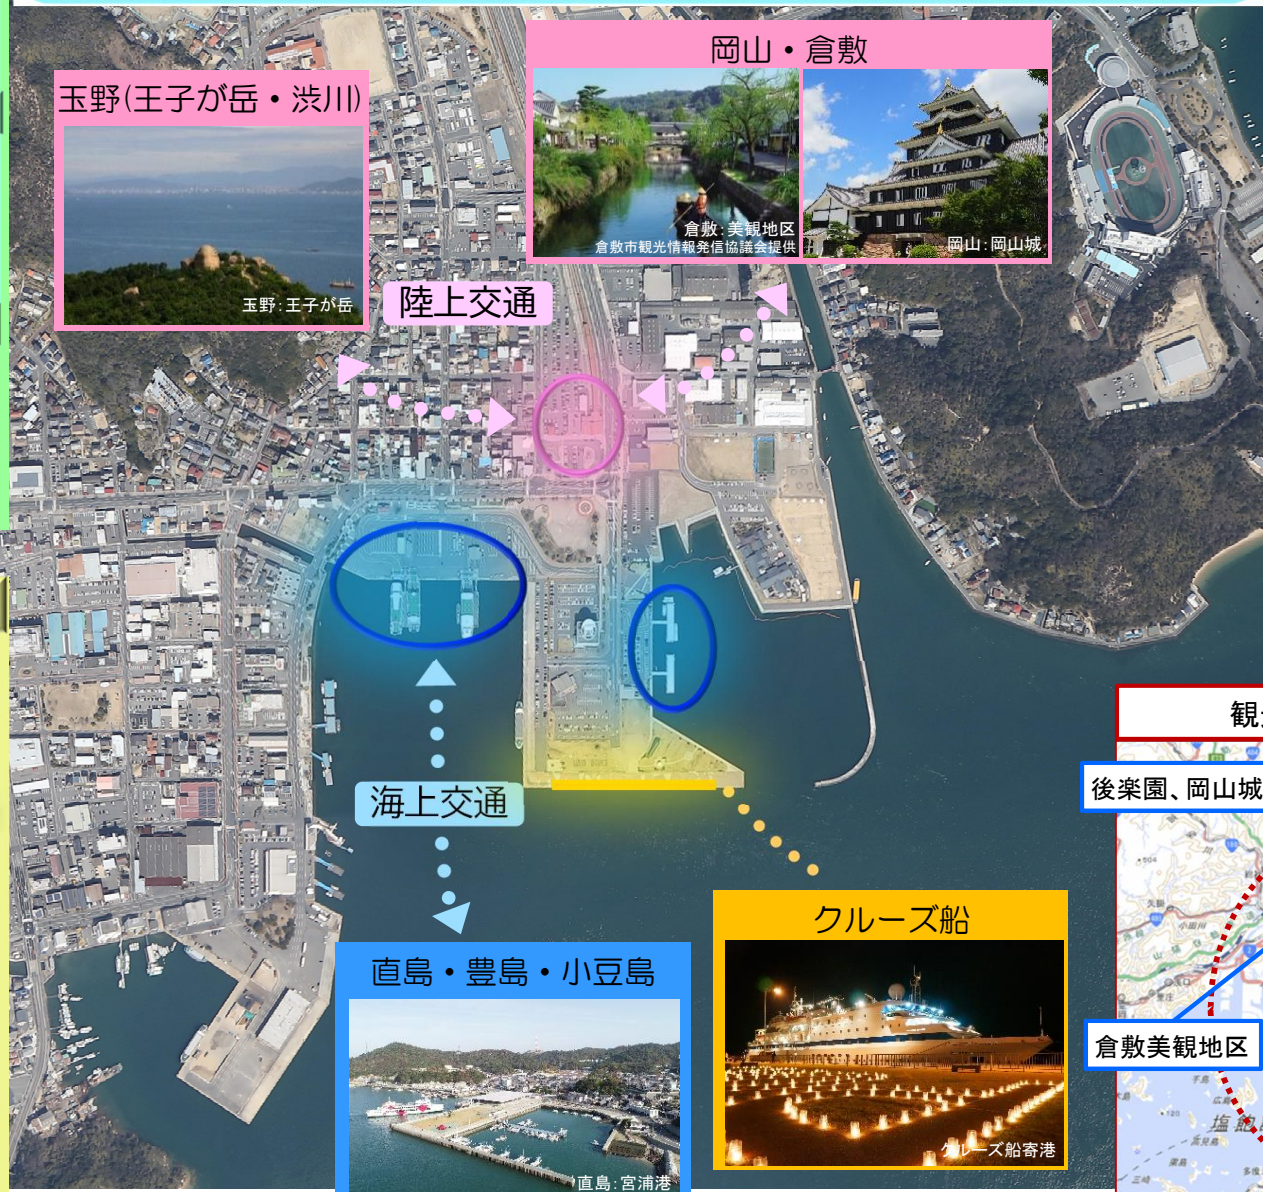 岡山・倉敷
玉野(王子が岳・渋川)
倉敷:美観地区
倉敷市観光情報発信協議会提供
岡山:岡山城
玉野:王子が岳
陸上交通
海上交通
クルーズ船
クルーズ船寄港
直島・豊島・小豆島
直島:宮浦港
後楽園、岡山城
倉敷美観地区